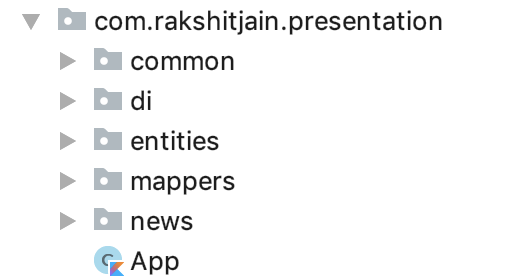 com.rakshitjain.presentation
common
di
entities
mappers
news
App